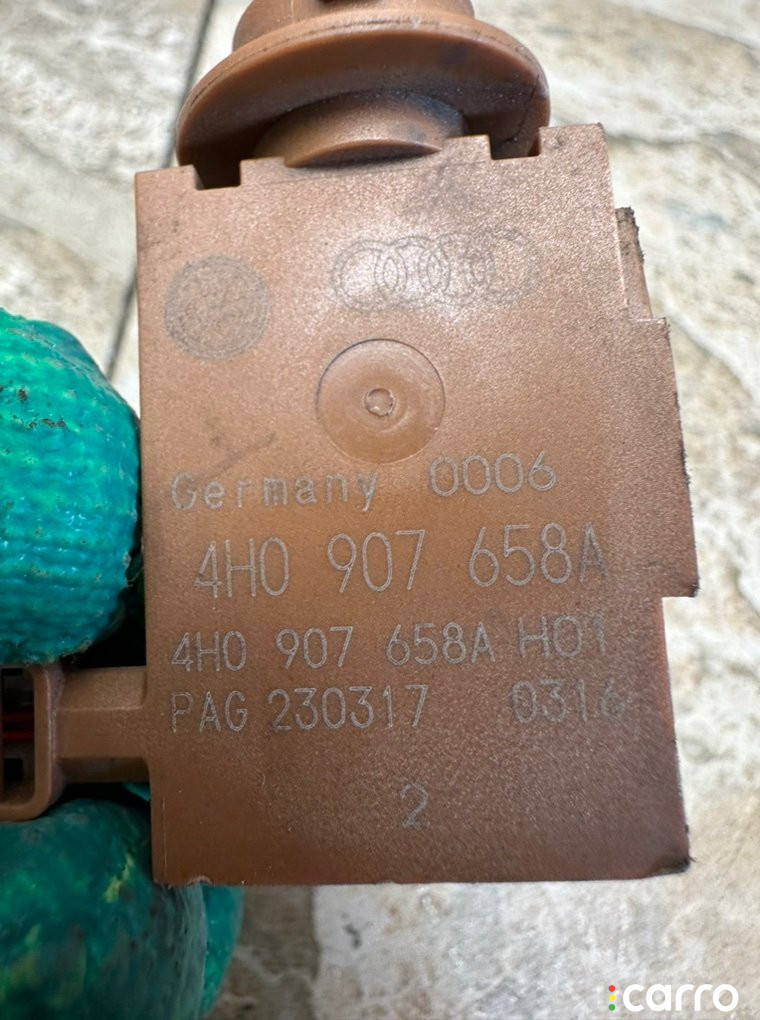 Germany 0006
4H0 907 658A
4H0 907 658A H01
PAG 230317 0316
2
carro